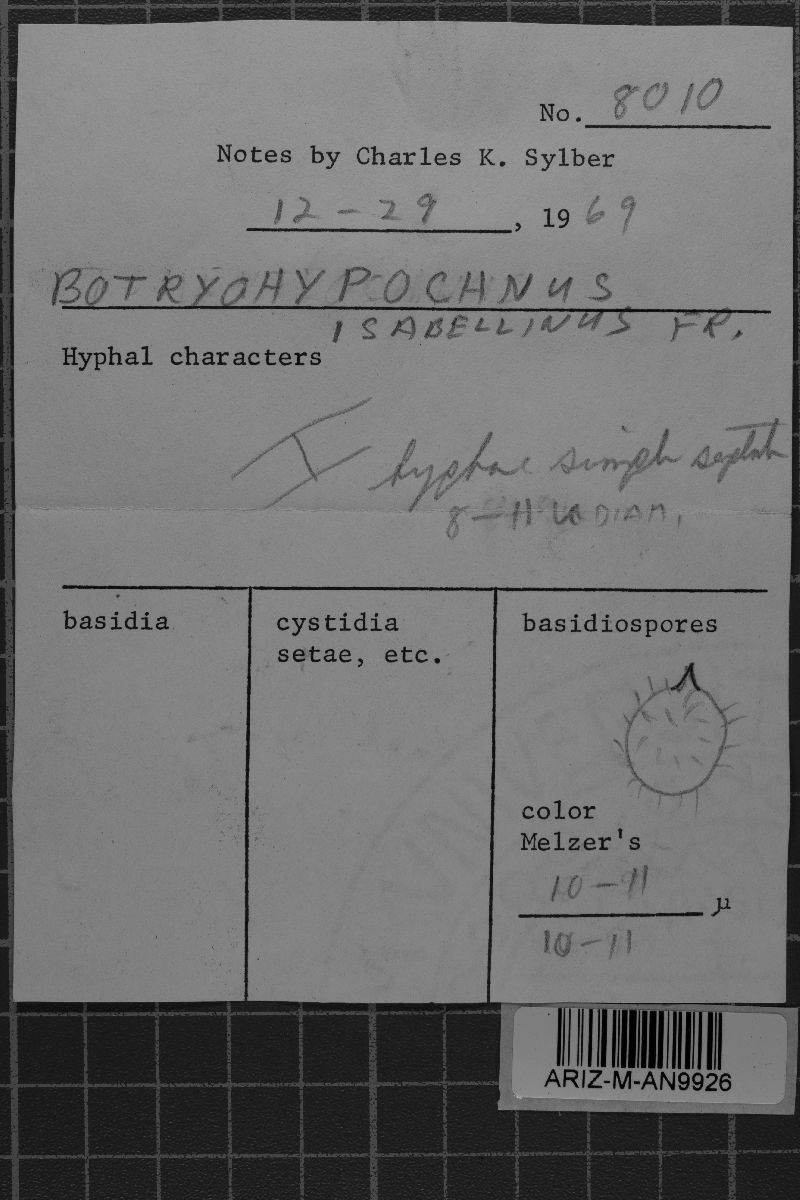 No. 8010
Notes by Charles K. Sylber
12-29, 1969
BOTRYOHYPOCHNUS
ISABELLINUS FR.
Hyphal characters
hyphae simple septate
8-11 µ DIAM.
basidia
cystidia
setae, etc.
basidiospores
color
Melzer's
10-11 µ
10-11
ARIZ-M-AN9926